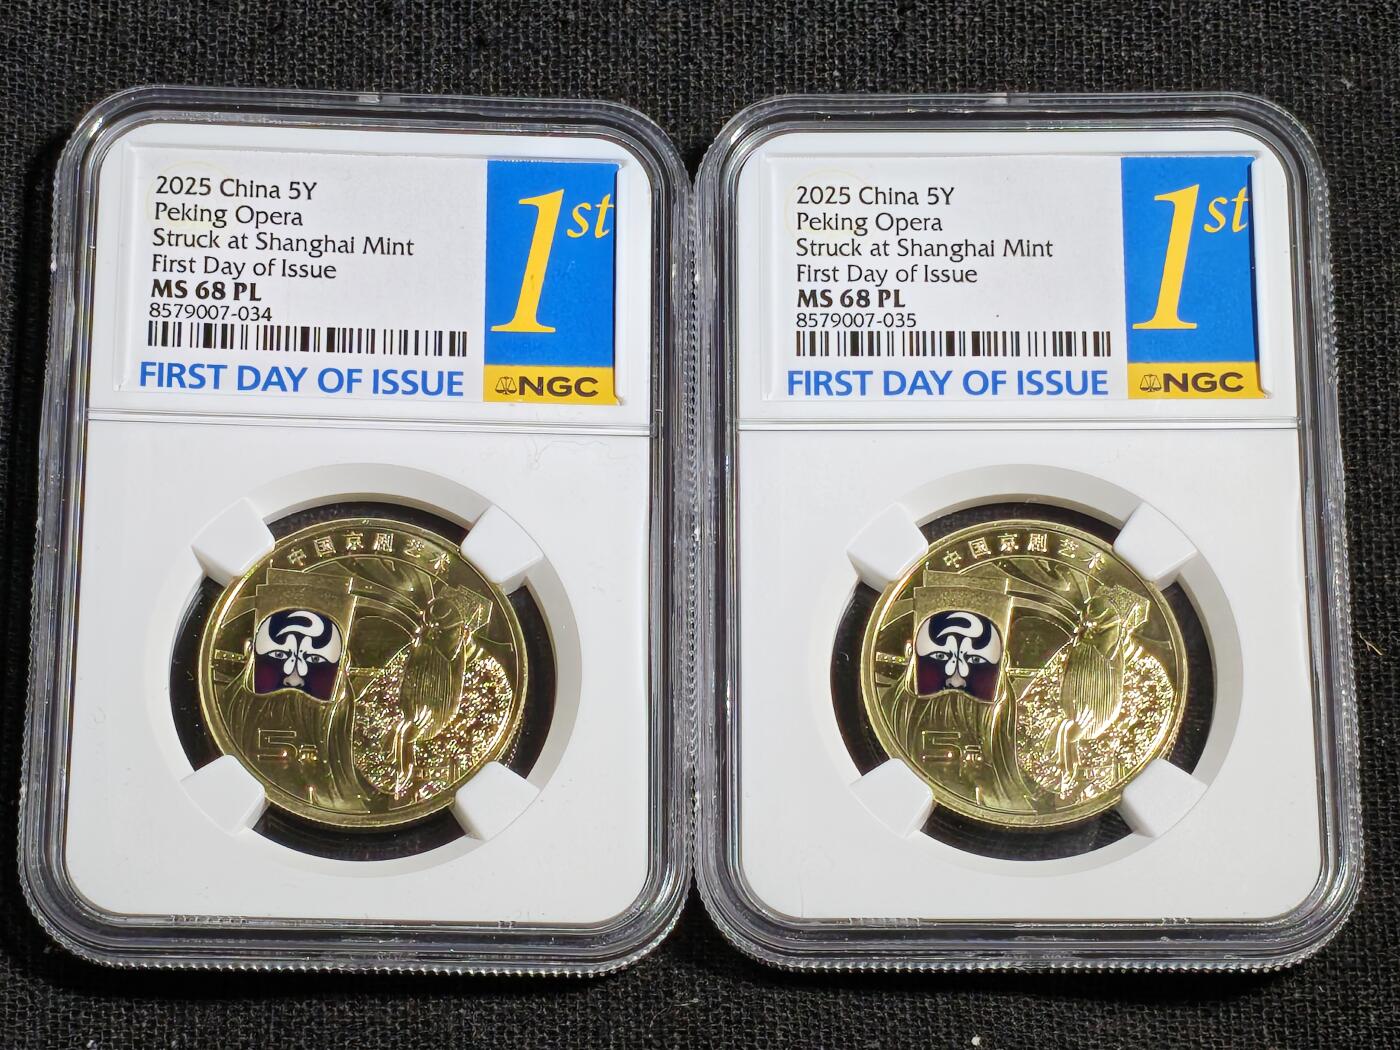 2025 China 5Y
Peking Opera
Struck at Shanghai Mint
First Day of Issue
MS 68 PL
8579007-034
FIRST DAY OF ISSUE
1st
NGC
中国京剧艺术
5元
2025 China 5Y
Peking Opera
Struck at Shanghai Mint
First Day of Issue
MS 68 PL
8579007-035
FIRST DAY OF ISSUE
1st
NGC
中国京剧艺术
5元